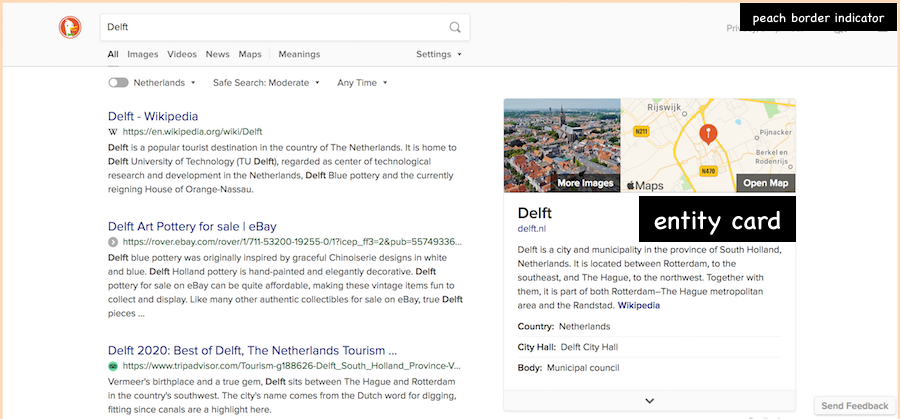 peach border indicator
Delft
All Images Videos News Maps Meanings Settings
Netherlands Safe Search: Moderate Any Time
Delft - Wikipedia
W https://en.wikipedia.org/wiki/Delft
Delft is a popular tourist destination in the country of The Netherlands. It is home to
Delft University of Technology (TU Delft), regarded as center of technological
research and development in the Netherlands, Delft Blue pottery and the currently
reigning House of Orange-Nassau.
Delft Art Pottery for sale | eBay
https://rover.ebay.com/rover/1/711-53200-19255-0/1?icep_ff3=2&pub=55749336...
Delft blue pottery was originally inspired by graceful Chinoiserie designs in white
and blue. Delft Holland pottery is hand-painted and elegantly decorative. Delft
pottery for sale on eBay can be quite affordable, making these vintage items fun to
collect and display. Like many other authentic collectibles for sale on eBay, true Delft
pieces ...
Delft 2020: Best of Delft, The Netherlands Tourism ...
https://www.tripadvisor.com/Tourism-g188626-Delft_South_Holland_Province-V...
Vermeer's birthplace and a true gem, Delft sits between The Hague and Rotterdam
in the country's southwest. The city's name comes from the Dutch word for digging,
fitting since canals are a highlight here.
Rijswijk
N211
Pijnacker
Berkel en
Rodenrijs
N470
More Images
Maps
Open Map
entity card
Delft
delft.nl
Delft is a city and municipality in the province of South Holland,
Netherlands. It is located between Rotterdam, to the
southeast, and The Hague, to the northwest. Together with
them, it is part of both Rotterdam–The Hague metropolitan
area and the Randstad. Wikipedia
Country: Netherlands
City Hall: Delft City Hall
Body: Municipal council
Send Feedback